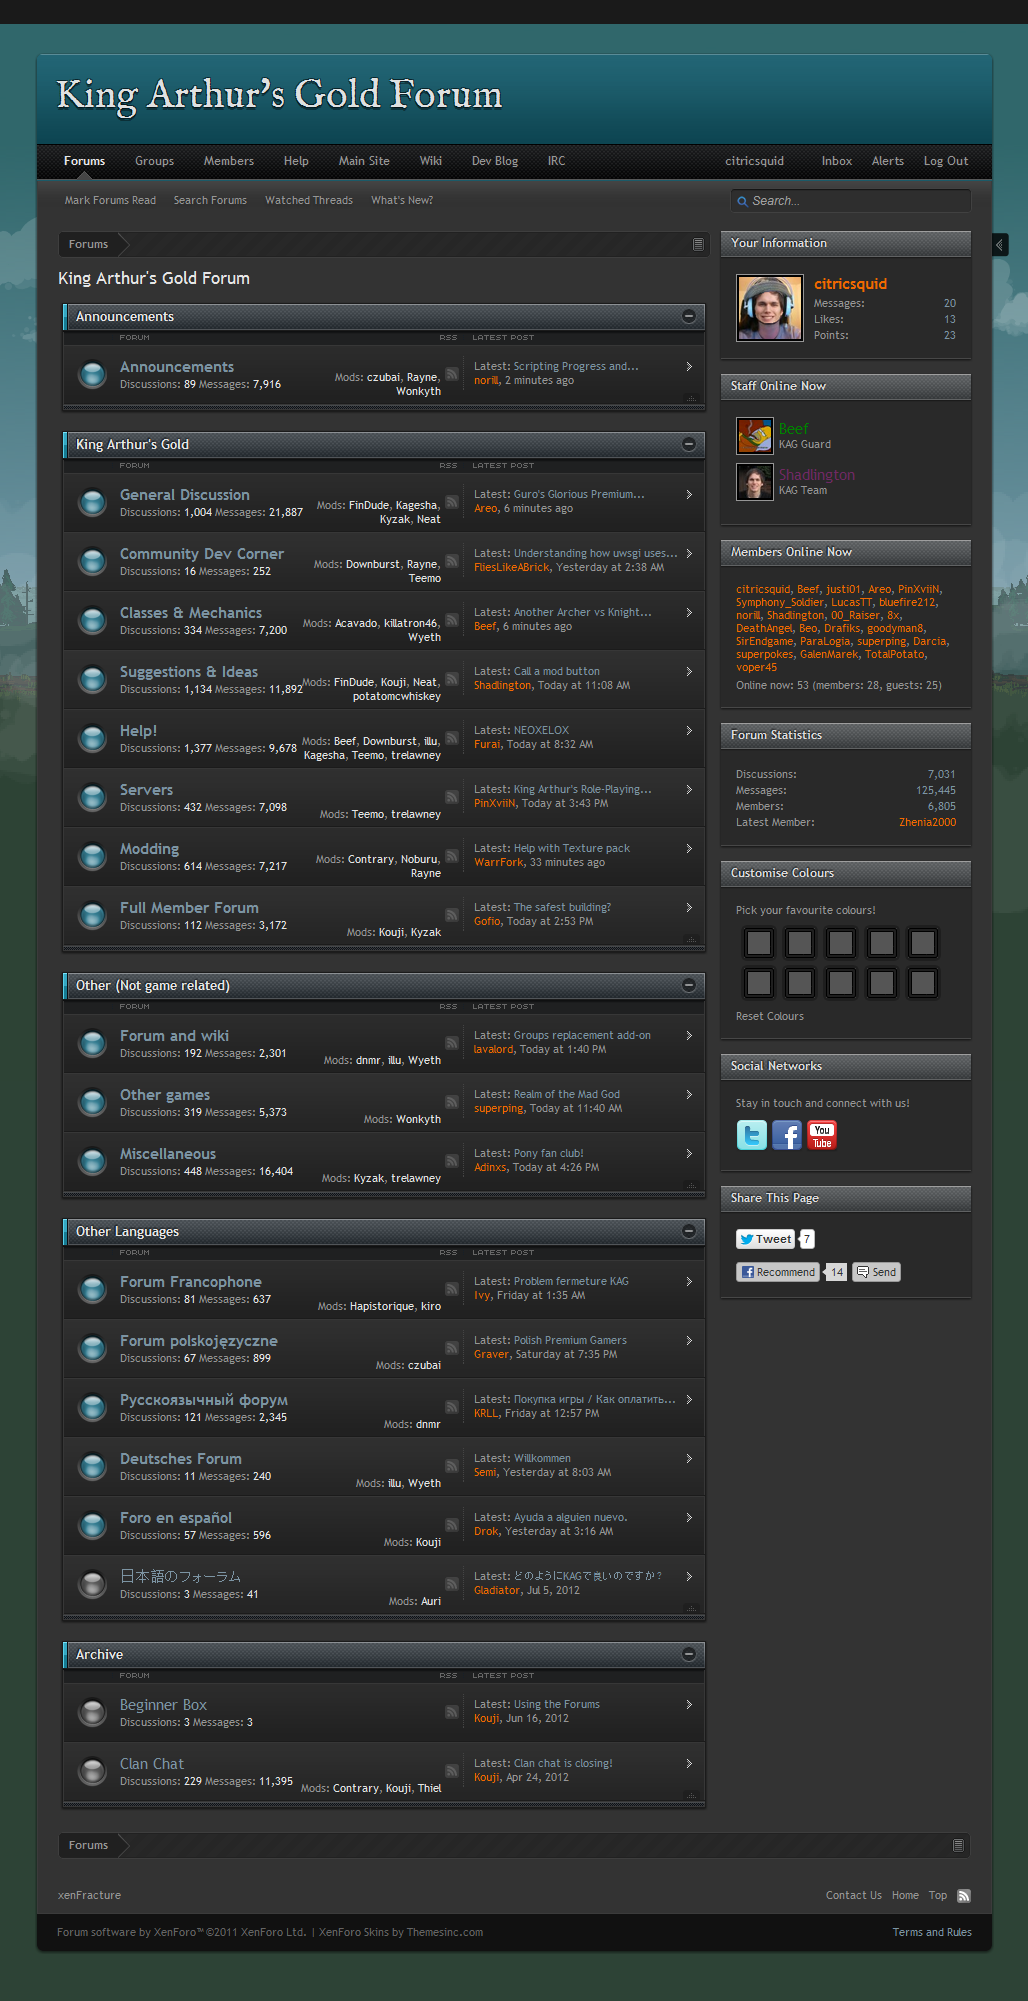 King Arthur's Gold Forum
Forums Groups Members Help Main Site Wiki Dev Blog IRC citricsquid Inbox Alerts Log Out
Mark Forums Read Search Forums Watched Threads What's New? Search...
Forums
King Arthur's Gold Forum
Announcements
FORUM RSS LATEST POST
Announcements
Discussions: 89 Messages: 7,916
Mods: czubai, Rayne,
Wonkyth
Latest: Scripting Progress and...
norill, 2 minutes ago
King Arthur's Gold
FORUM RSS LATEST POST
General Discussion
Discussions: 1,004 Messages: 21,887
Mods: FinDude, Kagesha,
Kyzak, Neat
Latest: Guro's Glorious Premium...
Areo, 6 minutes ago
Community Dev Corner
Discussions: 16 Messages: 252
Mods: Downburst, Rayne,
Teemo
Latest: Understanding how uwsgi uses...
FliesLikeABrick, Yesterday at 2:38 AM
Classes & Mechanics
Discussions: 334 Messages: 7,200
Mods: Acavado, killatron46,
Wyeth
Latest: Another Archer vs Knight...
Beef, 6 minutes ago
Suggestions & Ideas
Discussions: 1,134 Messages: 11,892
Mods: FinDude, Kouji, Neat,
potatomcwhiskey
Latest: Call a mod button
Shadlington, Today at 11:08 AM
Help!
Discussions: 1,377 Messages: 9,678
Mods: Beef, Downburst, illu,
Kagesha, Teemo, trelawney
Latest: NEOXELOX
Furai, Today at 8:32 AM
Servers
Discussions: 432 Messages: 7,098
Mods: Teemo, trelawney
Latest: King Arthur's Role-Playing...
PinXviiN, Today at 3:43 PM
Modding
Discussions: 614 Messages: 7,217
Mods: Contrary, Noburu,
Rayne
Latest: Help with Texture pack
WarrFork, 33 minutes ago
Full Member Forum
Discussions: 112 Messages: 3,172
Mods: Kouji, Kyzak
Latest: The safest building?
Gofio, Today at 2:53 PM
Other (Not game related)
FORUM RSS LATEST POST
Forum and wiki
Discussions: 192 Messages: 2,301
Mods: dnmr, illu, Wyeth
Latest: Groups replacement add-on
lavalord, Today at 1:40 PM
Other games
Discussions: 319 Messages: 5,373
Mods: Wonkyth
Latest: Realm of the Mad God
superping, Today at 11:40 AM
Miscellaneous
Discussions: 448 Messages: 16,404
Mods: Kyzak, trelawney
Latest: Pony fan club!
Adinxs, Today at 4:26 PM
Other Languages
FORUM RSS LATEST POST
Forum Francophone
Discussions: 81 Messages: 637
Mods: Hapistorique, kiro
Latest: Problem fermeture KAG
Ivy, Friday at 1:35 AM
Forum polskojęzyczne
Discussions: 67 Messages: 899
Mods: czubai
Latest: Polish Premium Gamers
Graver, Saturday at 7:35 PM
Русскоязычный форум
Discussions: 121 Messages: 2,345
Mods: dnmr
Latest: Покупка игры / Как оплатить...
KRLL, Friday at 12:57 PM
Deutsches Forum
Discussions: 11 Messages: 240
Mods: illu, Wyeth
Latest: Willkommen
Semi, Yesterday at 8:03 AM
Foro en español
Discussions: 57 Messages: 596
Mods: Kouji
Latest: Ayuda a alguien nuevo.
Drok, Yesterday at 3:16 AM
日本語のフォーラム
Discussions: 3 Messages: 41
Mods: Auri
Latest: どのようにKAGで良いのですか?
Gladiator, Jul 5, 2012
Archive
FORUM RSS LATEST POST
Beginner Box
Discussions: 3 Messages: 3
Latest: Using the Forums
Kouji, Jun 16, 2012
Clan Chat
Discussions: 229 Messages: 11,395
Mods: Contrary, Kouji, Thiel
Latest: Clan chat is closing!
Kouji, Apr 24, 2012
Your Information
citricsquid
Messages: 20
Likes: 13
Points: 23
Staff Online Now
Beef
KAG Guard
Shadlington
KAG Team
Members Online Now
citricsquid, Beef, justi01, Areo, PinXviiN,
Symphony_Soldier, LucasTT, bluefire212,
norill, Shadlington, 00_Raiser, 8x,
DeathAngel, Beo, Drafiks, goodyman8,
SirEndgame, ParaLogia, superping, Darcia,
superpokes, GalenMarek, TotalPotato,
voper45
Online now: 53 (members: 28, guests: 25)
Forum Statistics
Discussions: 7,031
Messages: 125,445
Members: 6,805
Latest Member: Zhenia2000
Customise Colours
Pick your favourite colours!
Reset Colours
Social Networks
Stay in touch and connect with us!
You
Tube
Share This Page
Tweet 7
Recommend 14 Send
Forums
xenFracture Contact Us Home Top
Forum software by XenForo™ ©2011 XenForo Ltd. | XenForo Skins by Themesinc.com Terms and Rules